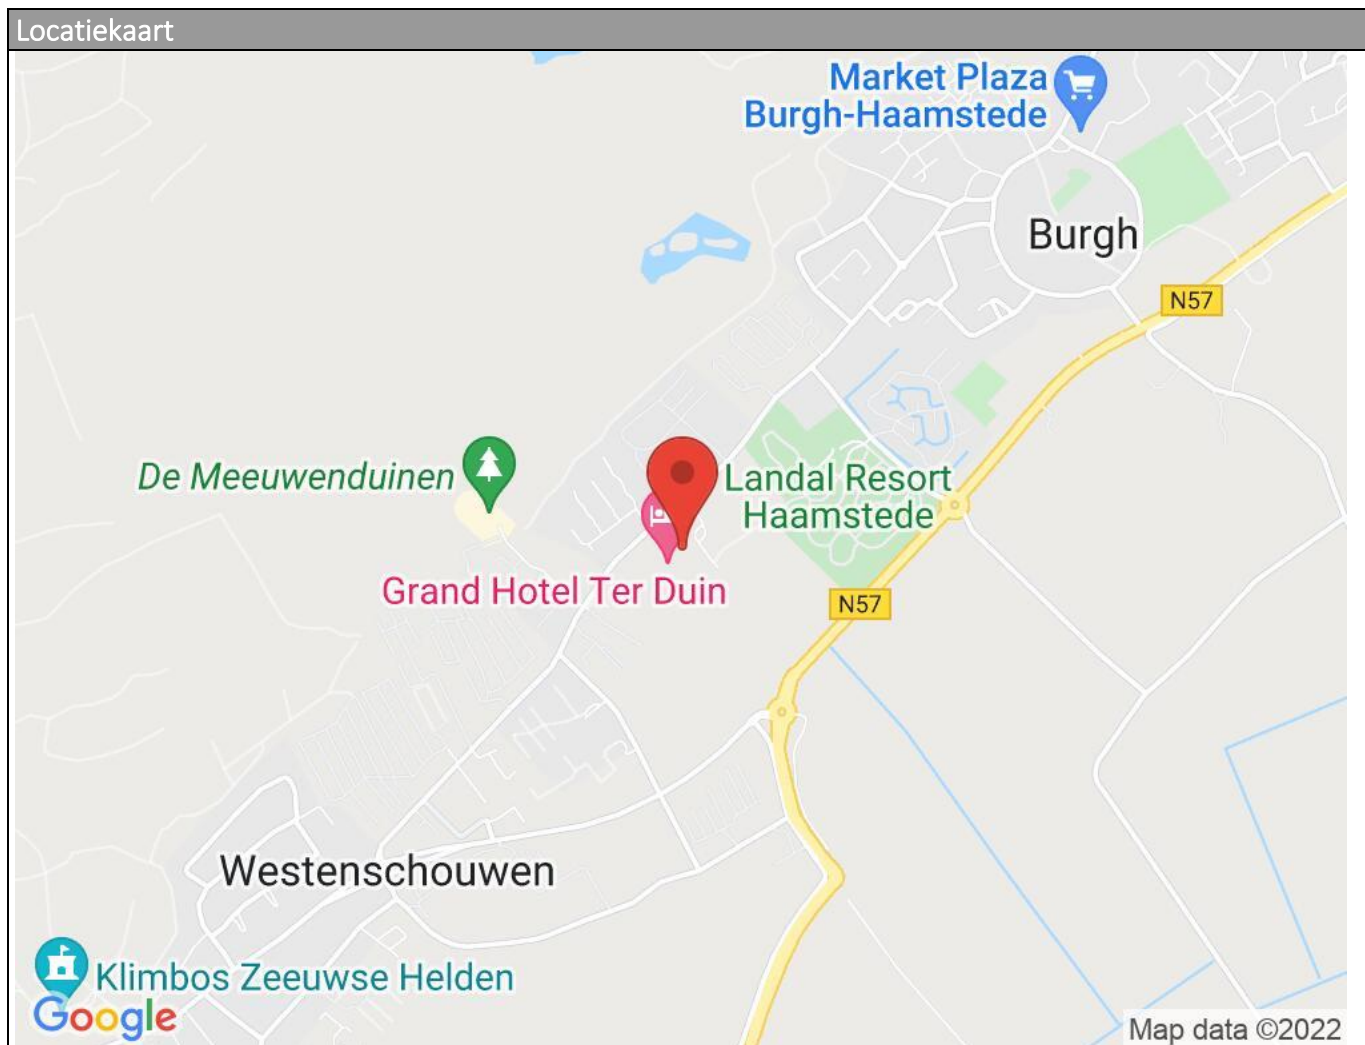 Locatiekaart
Market Plaza
Burgh-Haamstede
Burgh
N57
De Meeuwenduinen
Landal Resort
Haamstede
Grand Hotel Ter Duin
N57
Westenschouwen
Klimbos Zeeuwse Helden
Google
Map data ©2022